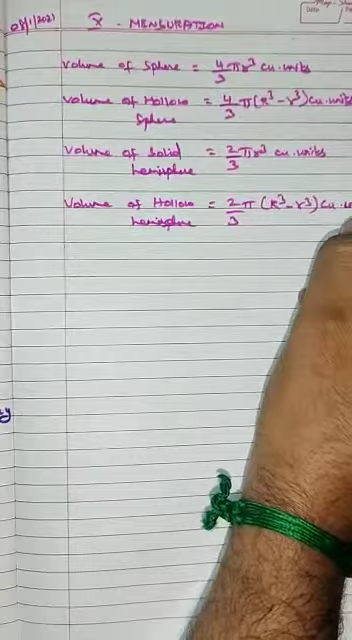 08/1/2021 X - MENSURATION
Date
Volume of Sphere = 4/3 πr³ cu.units
Volume of Hollow = 4/3 π(R³ - r³) cu.units
Sphere
Volume of Solid = 2/3 πr³ cu.units
hemisphere
Volume of Hollow = 2/3 π (R³ - r³) cu.u
hemisphere